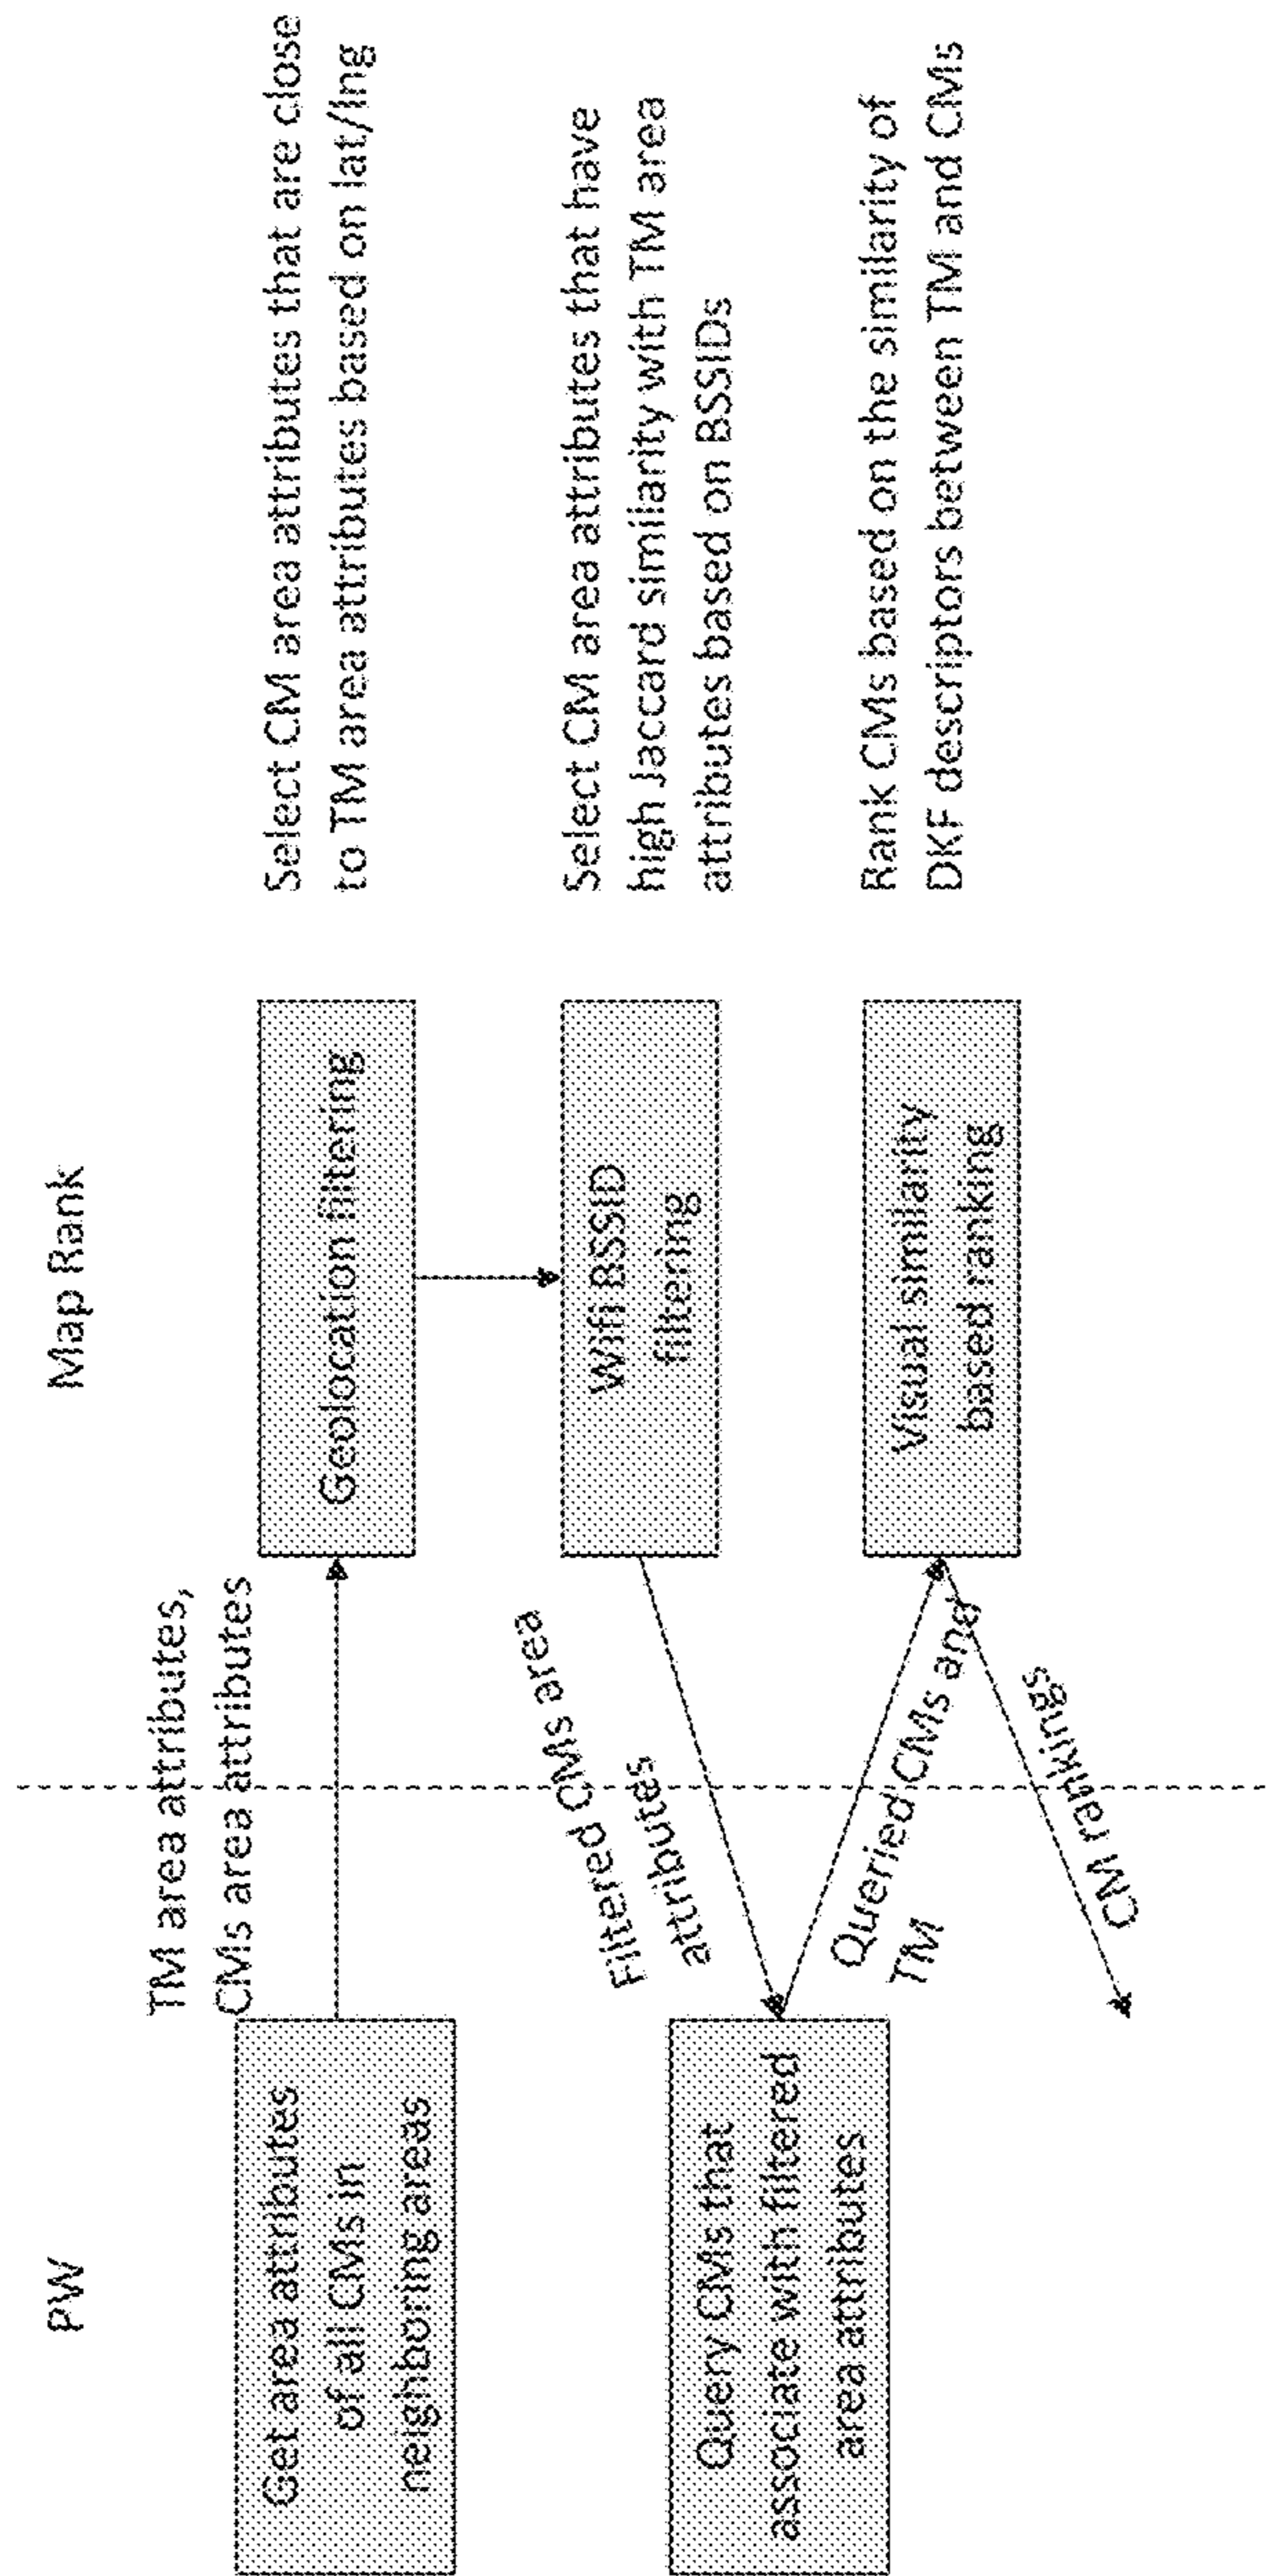 PW
Map Rank
TM area attributes,
CMs area attributes
Get area attributes
of all CMs in
neighboring areas
Geolocation filtering
Select CM area attributes that are close
to TM area attributes based on lat/lng
Wifi BSSID
filtering
Select CM area attributes that have
high Jaccard similarity with TM area
attributes based on BSSIDs
Filtered CMs area
attributes
Query CMs that
associate with filtered
area attributes
Queried CMs and
TM
Visual similarity
based ranking
Rank CMs based on the similarity of
DKF descriptors between TM and CMs
CM rankings